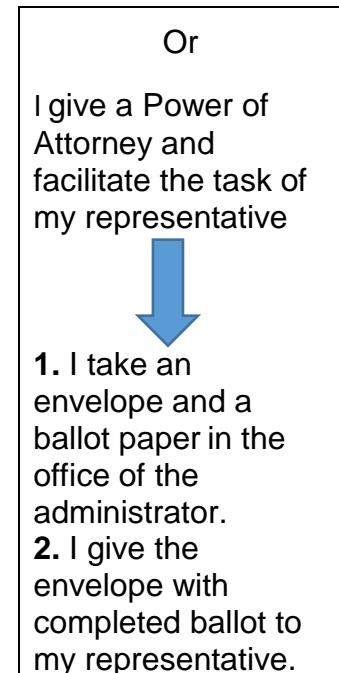 Or
I give a Power of
Attorney and
facilitate the task of
my representative
1. I take an
envelope and a
ballot paper in the
office of the
administrator.
2. I give the
envelope with
completed ballot to
my representative.